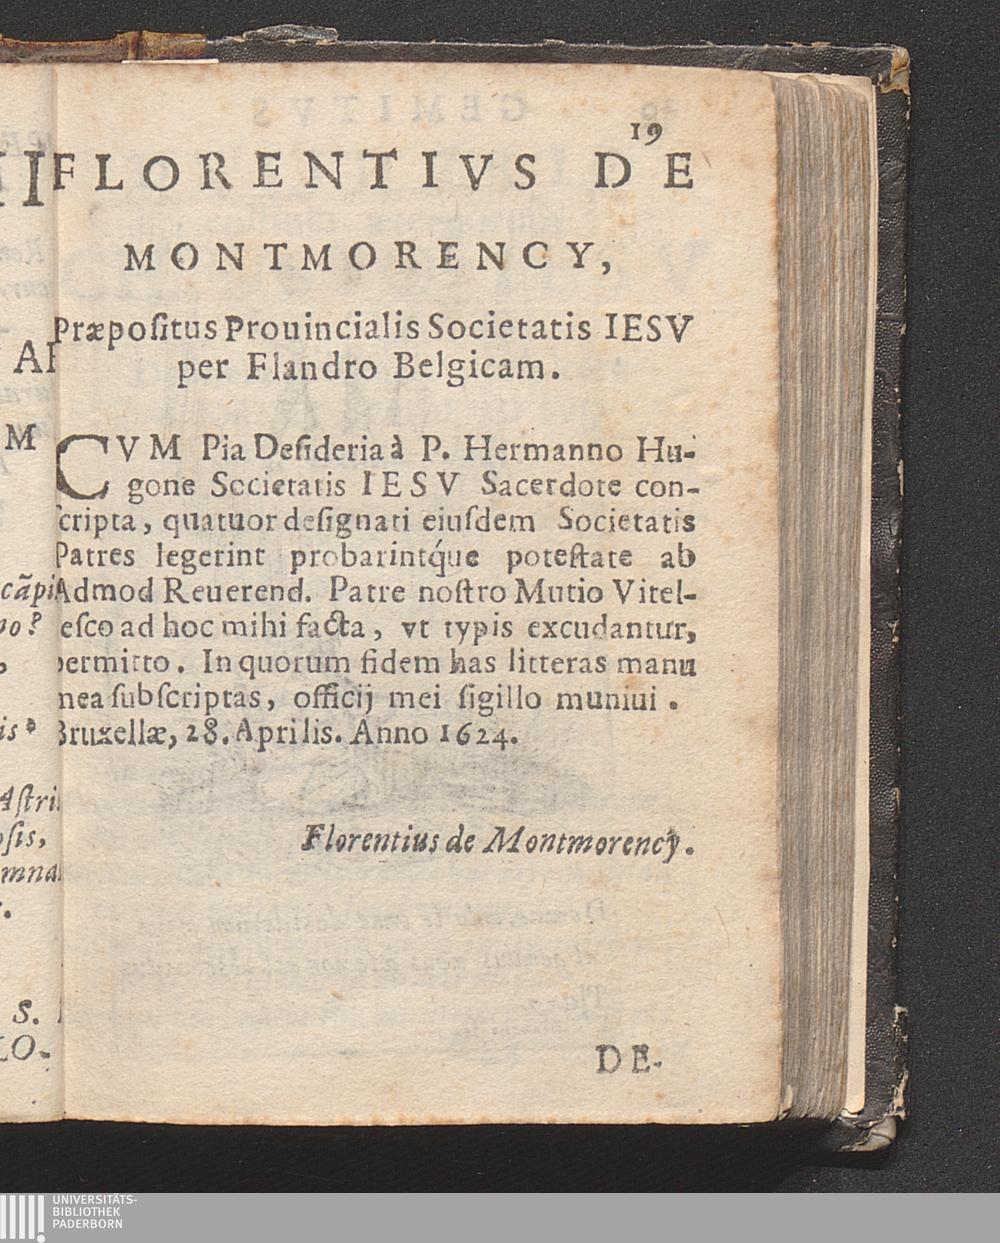 19
FLORENTIVS DE
MONTMORENCY,
Præpoſitus Prouincialis Societatis IESV
per Flandro Belgicam.
CVM Pia Deſideria à P. Hermanno Hu-
gone Societatis IESV Sacerdote con-
ſcripta, quatuor deſignati eiuſdem Societatis
Patres legerint probarintq́ue poteſtate ab
Admod Reuerend. Patre noſtro Mutio Vitel-
eſco ad hoc mihi facta, vt typis excudantur,
permitto. In quorum fidem has litteras manu
mea ſubſcriptas, officij mei ſigillo muniui.
Bruxellæ, 28. Aprilis. Anno 1624.
Florentius de Montmorency.
DE-
UNIVERSITÄTS-
BIBLIOTHEK
PADERBORN